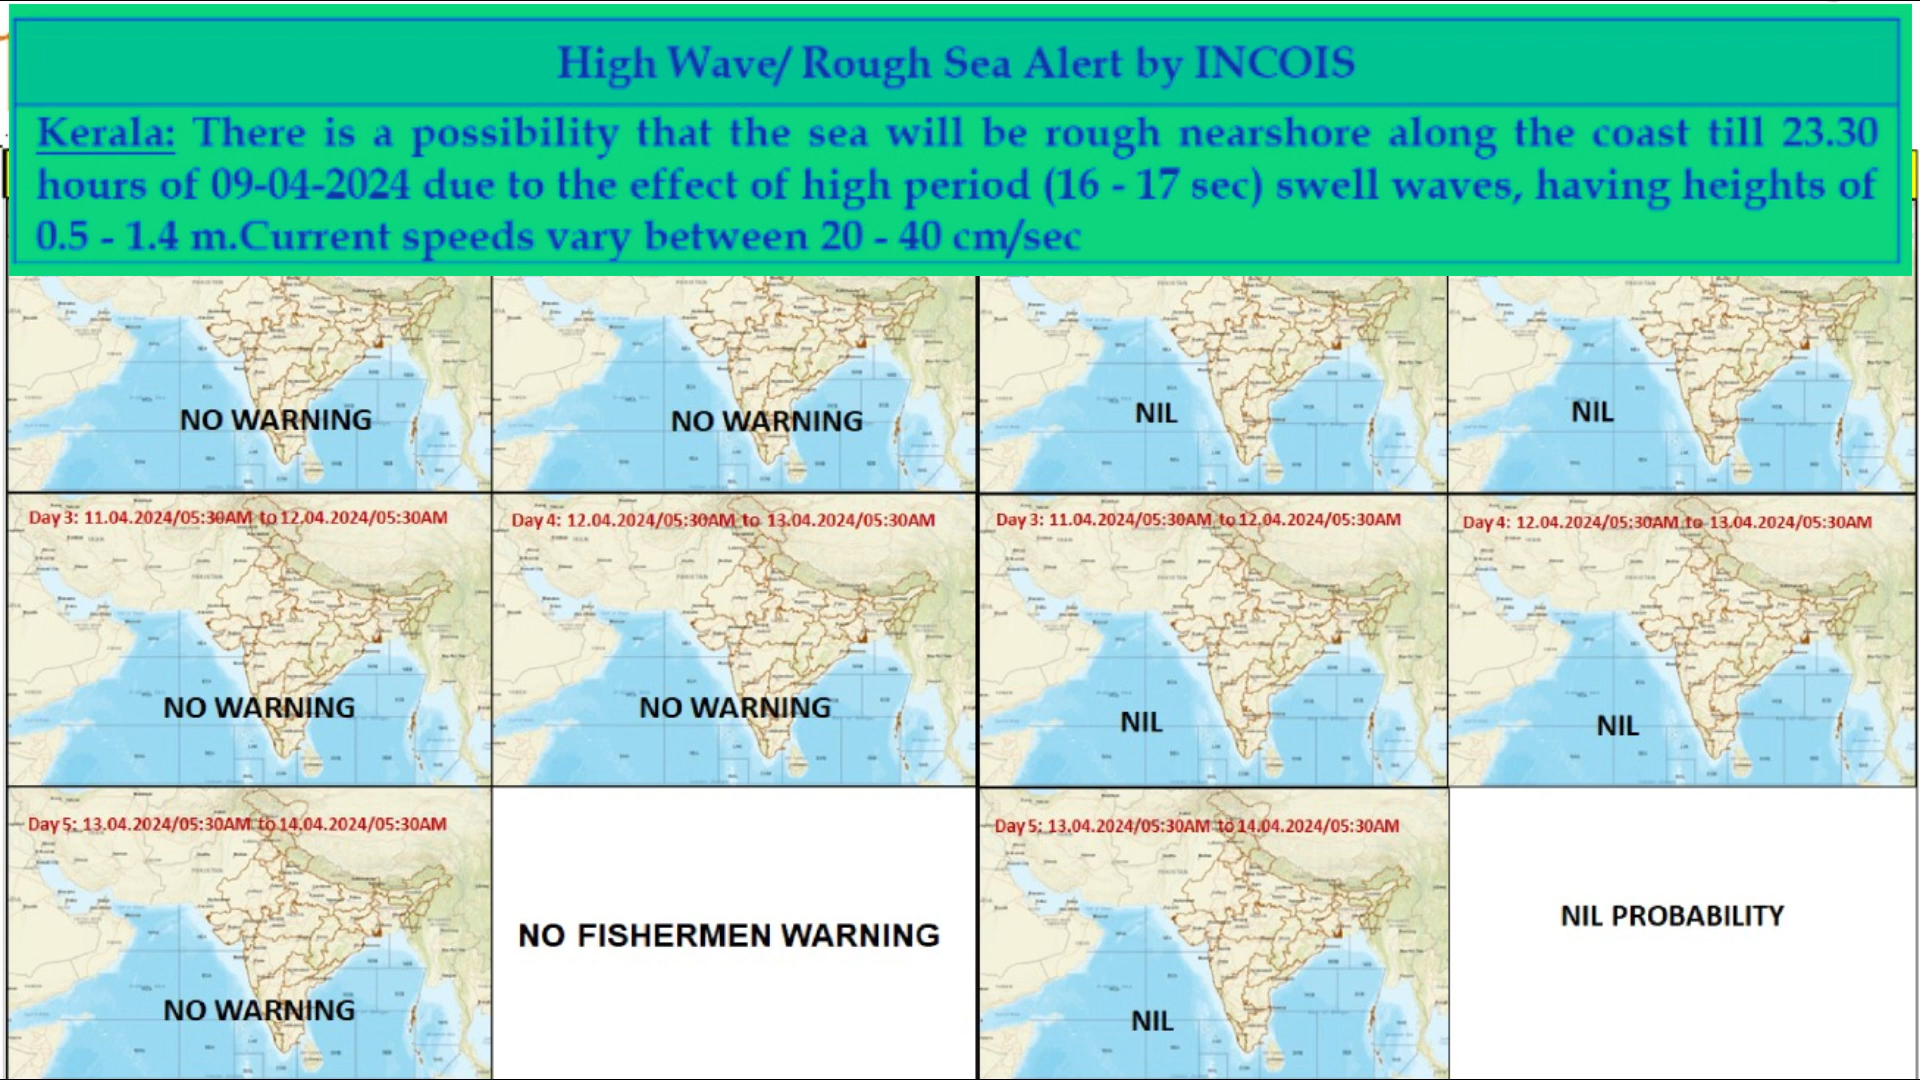 High Wave/ Rough Sea Alert by INCOIS
Kerala: There is a possibility that the sea will be rough nearshore along the coast till 23.30
hours of 09-04-2024 due to the effect of high period (16 - 17 sec) swell waves, having heights of
0.5 - 1.4 m.Current speeds vary between 20 - 40 cm/sec
NO WARNING
NO WARNING
NIL
NIL
Day 3: 11.04.2024/05:30AM to 12.04.2024/05:30AM
Day 4: 12.04.2024/05:30AM to 13.04.2024/05:30AM
Day 3: 11.04.2024/05:30AM to 12.04.2024/05:30AM
Day 4: 12.04.2024/05:30AM to 13.04.2024/05:30AM
NO WARNING
NO WARNING
NIL
NIL
Day 5: 13.04.2024/05:30AM to 14.04.2024/05:30AM
Day 5: 13.04.2024/05:30AM to 14.04.2024/05:30AM
NO FISHERMEN WARNING
NIL PROBABILITY
NO WARNING
NIL